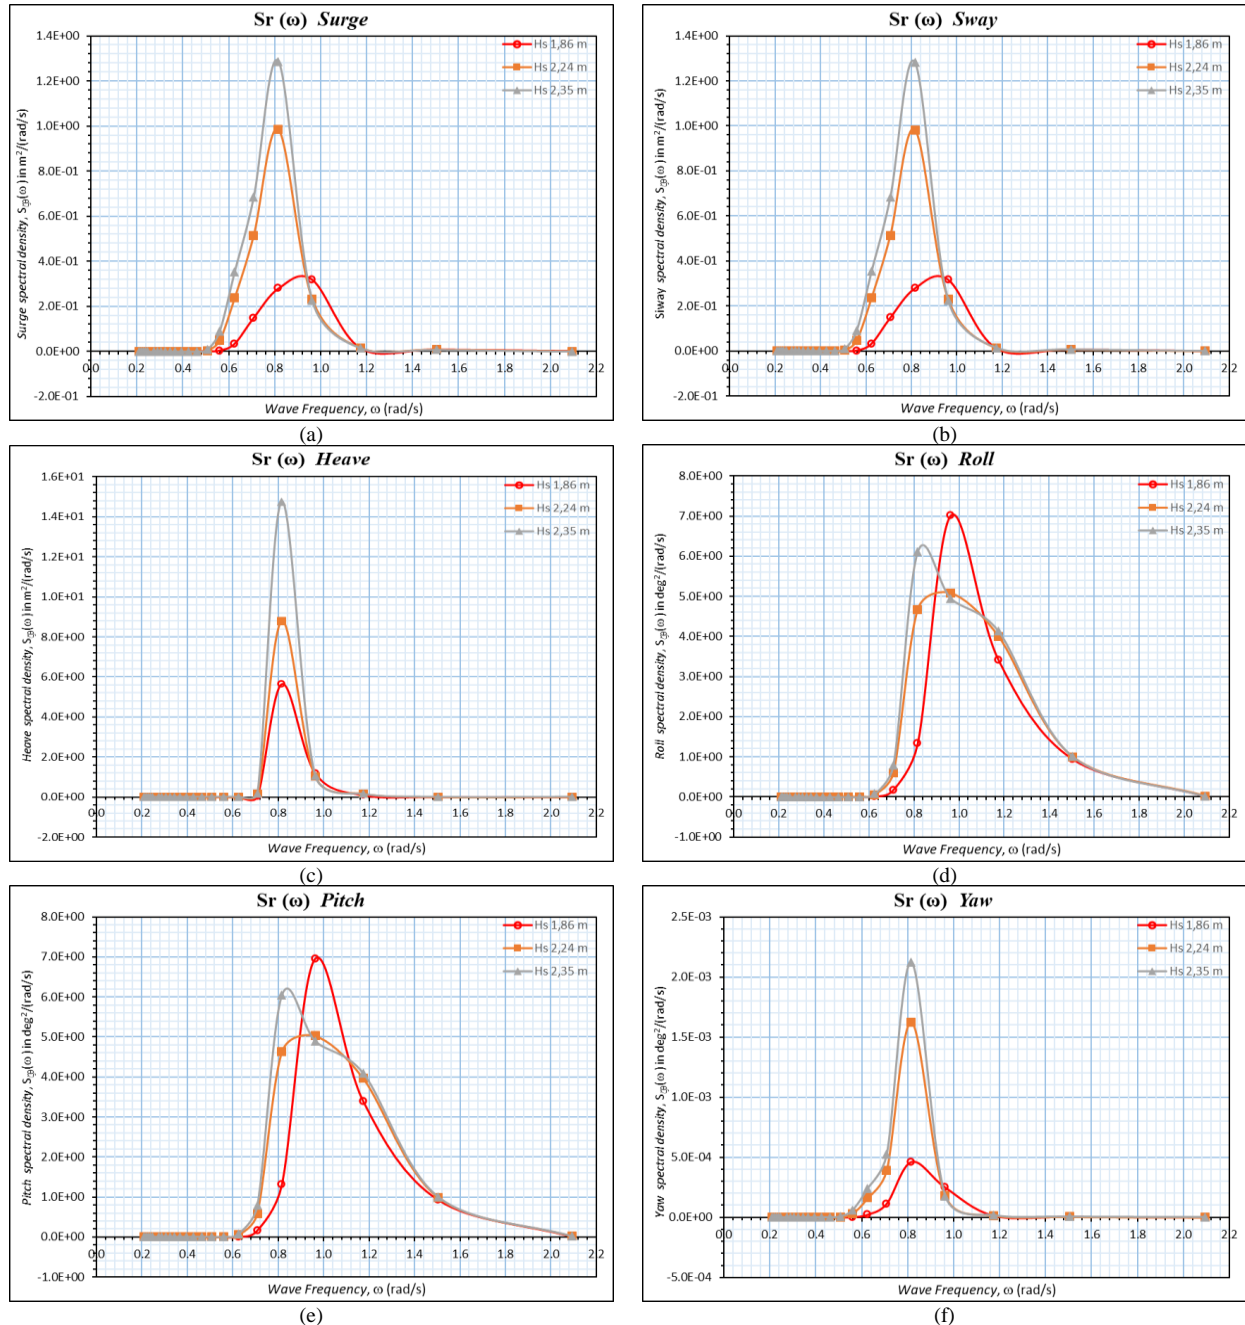 Sr (ω) Surge
Surge spectral density, Sζr(ω) in m²/(rad/s)
1.4E+00
1.2E+00
1.0E+00
8.0E-01
6.0E-01
4.0E-01
2.0E-01
0.0E+00
-2.0E-01
Hs 1,86 m
Hs 2,24 m
Hs 2,35 m
0.0 0.2 0.4 0.6 0.8 1.0 1.2 1.4 1.6 1.8 2.0 2.2
Wave Frequency, ω (rad/s)
(a)
Sr (ω) Sway
Siway spectral density, Sζr(ω) in m²/(rad/s)
1.4E+00
1.2E+00
1.0E+00
8.0E-01
6.0E-01
4.0E-01
2.0E-01
0.0E+00
-2.0E-01
Hs 1,86 m
Hs 2,24 m
Hs 2,35 m
0.0 0.2 0.4 0.6 0.8 1.0 1.2 1.4 1.6 1.8 2.0 2.2
Wave Frequency, ω (rad/s)
(b)
Sr (ω) Heave
Heave spectral density, Sζr(ω) in m²/(rad/s)
1.6E+01
1.4E+01
1.2E+01
1.0E+01
8.0E+00
6.0E+00
4.0E+00
2.0E+00
0.0E+00
-2.0E+00
Hs 1,86 m
Hs 2,24 m
Hs 2,35 m
0.0 0.2 0.4 0.6 0.8 1.0 1.2 1.4 1.6 1.8 2.0 2.2
Wave Frequency, ω (rad/s)
(c)
Sr (ω) Roll
Roll spectral density, Sζr(ω) in deg²/(rad/s)
8.0E+00
7.0E+00
6.0E+00
5.0E+00
4.0E+00
3.0E+00
2.0E+00
1.0E+00
0.0E+00
-1.0E+00
Hs 1,86 m
Hs 2,24 m
Hs 2,35 m
0.0 0.2 0.4 0.6 0.8 1.0 1.2 1.4 1.6 1.8 2.0 2.2
Wave Frequency, ω (rad/s)
(d)
Sr (ω) Pitch
Pitch spectral density, Sζr(ω) in deg²/(rad/s)
8.0E+00
7.0E+00
6.0E+00
5.0E+00
4.0E+00
3.0E+00
2.0E+00
1.0E+00
0.0E+00
-1.0E+00
Hs 1,86 m
Hs 2,24 m
Hs 2,35 m
0.0 0.2 0.4 0.6 0.8 1.0 1.2 1.4 1.6 1.8 2.0 2.2
Wave Frequency, ω (rad/s)
(e)
Sr (ω) Yaw
Yaw spectral density, Sζr(ω) in deg²/(rad/s)
2.5E-03
2.0E-03
1.5E-03
1.0E-03
5.0E-04
0.0E+00
-5.0E-04
Hs 1,86 m
Hs 2,24 m
Hs 2,35 m
0.0 0.2 0.4 0.6 0.8 1.0 1.2 1.4 1.6 1.8 2.0 2.2
Wave Frequency, ω (rad/s)
(f)